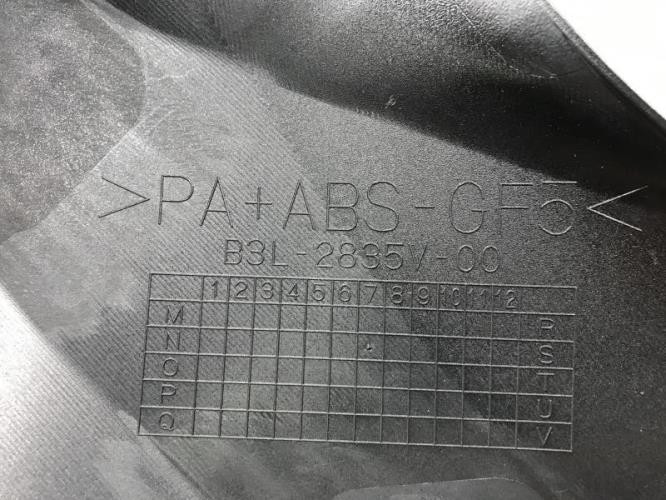 >PA+ABS-GF5<
B3L-2835V-00
1 2 3 4 5 6 7 8 9 10 11 12
M R
N S
O T
P U
Q V